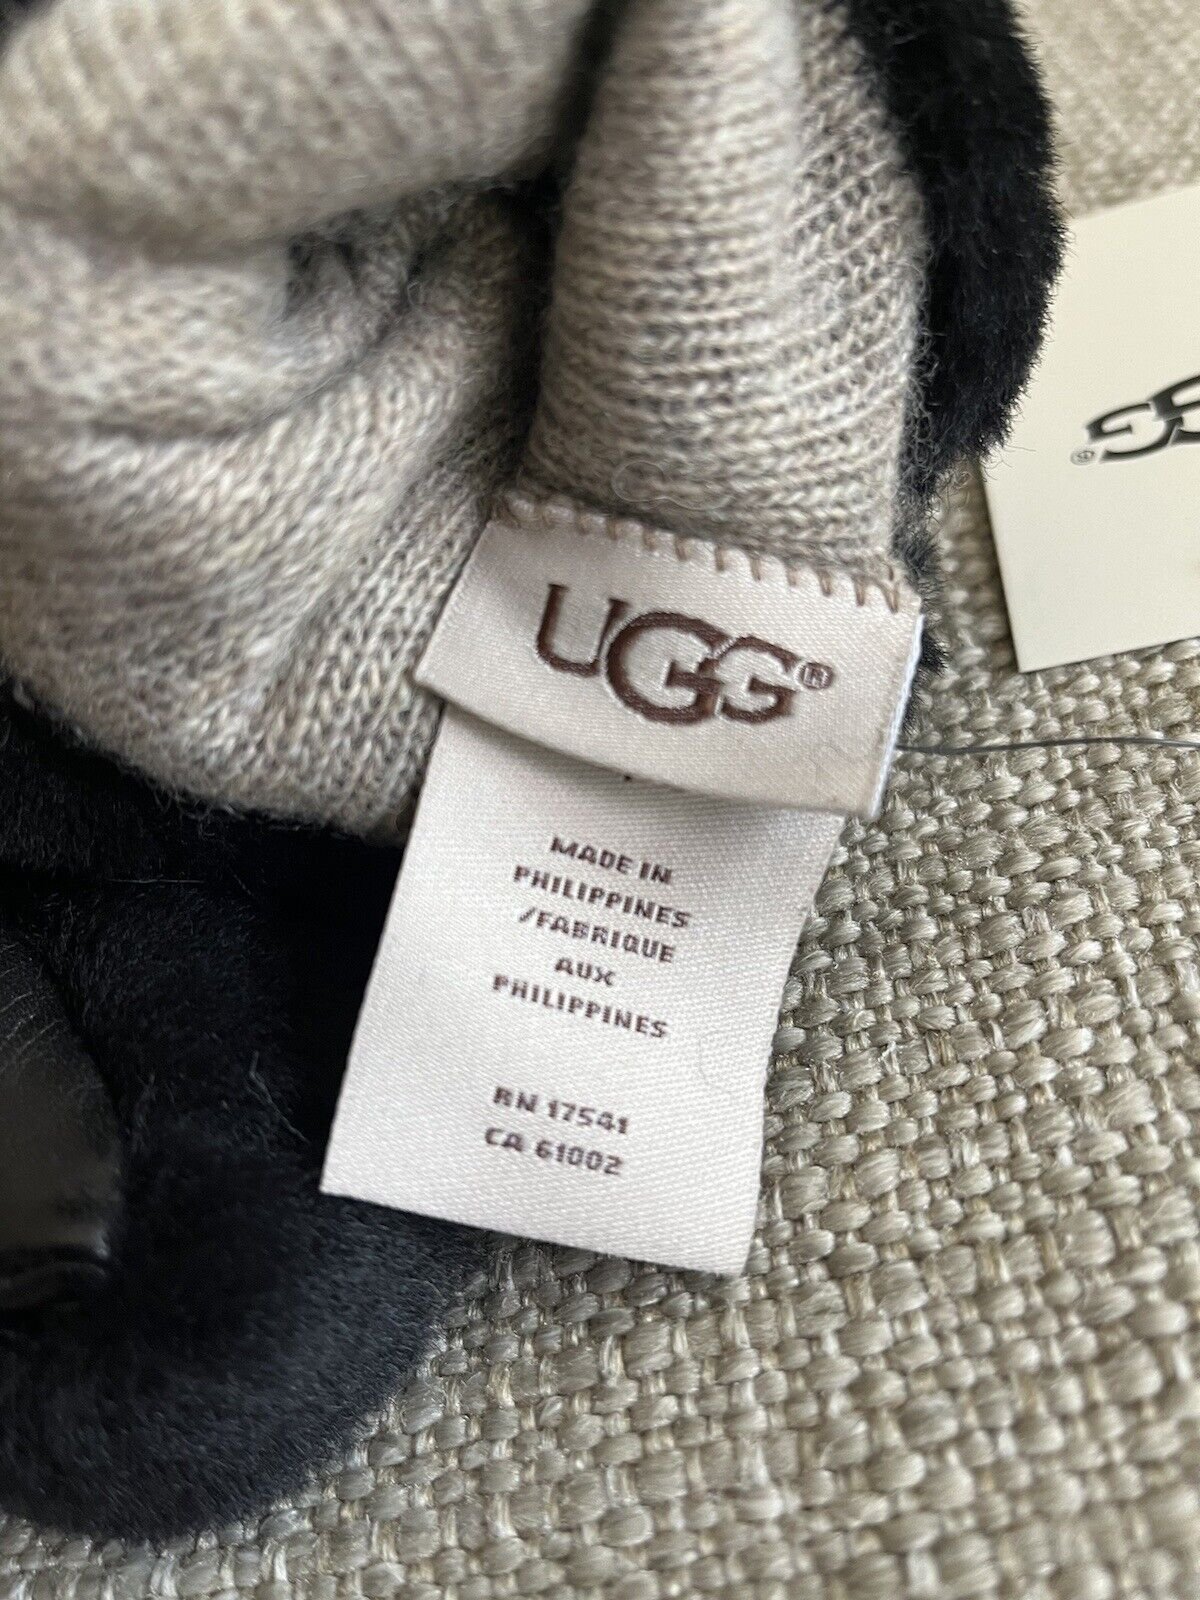 UGG®
MADE IN
PHILIPPINES
/FABRIQUE
AUX
PHILIPPINES
RN 17541
CA 61002